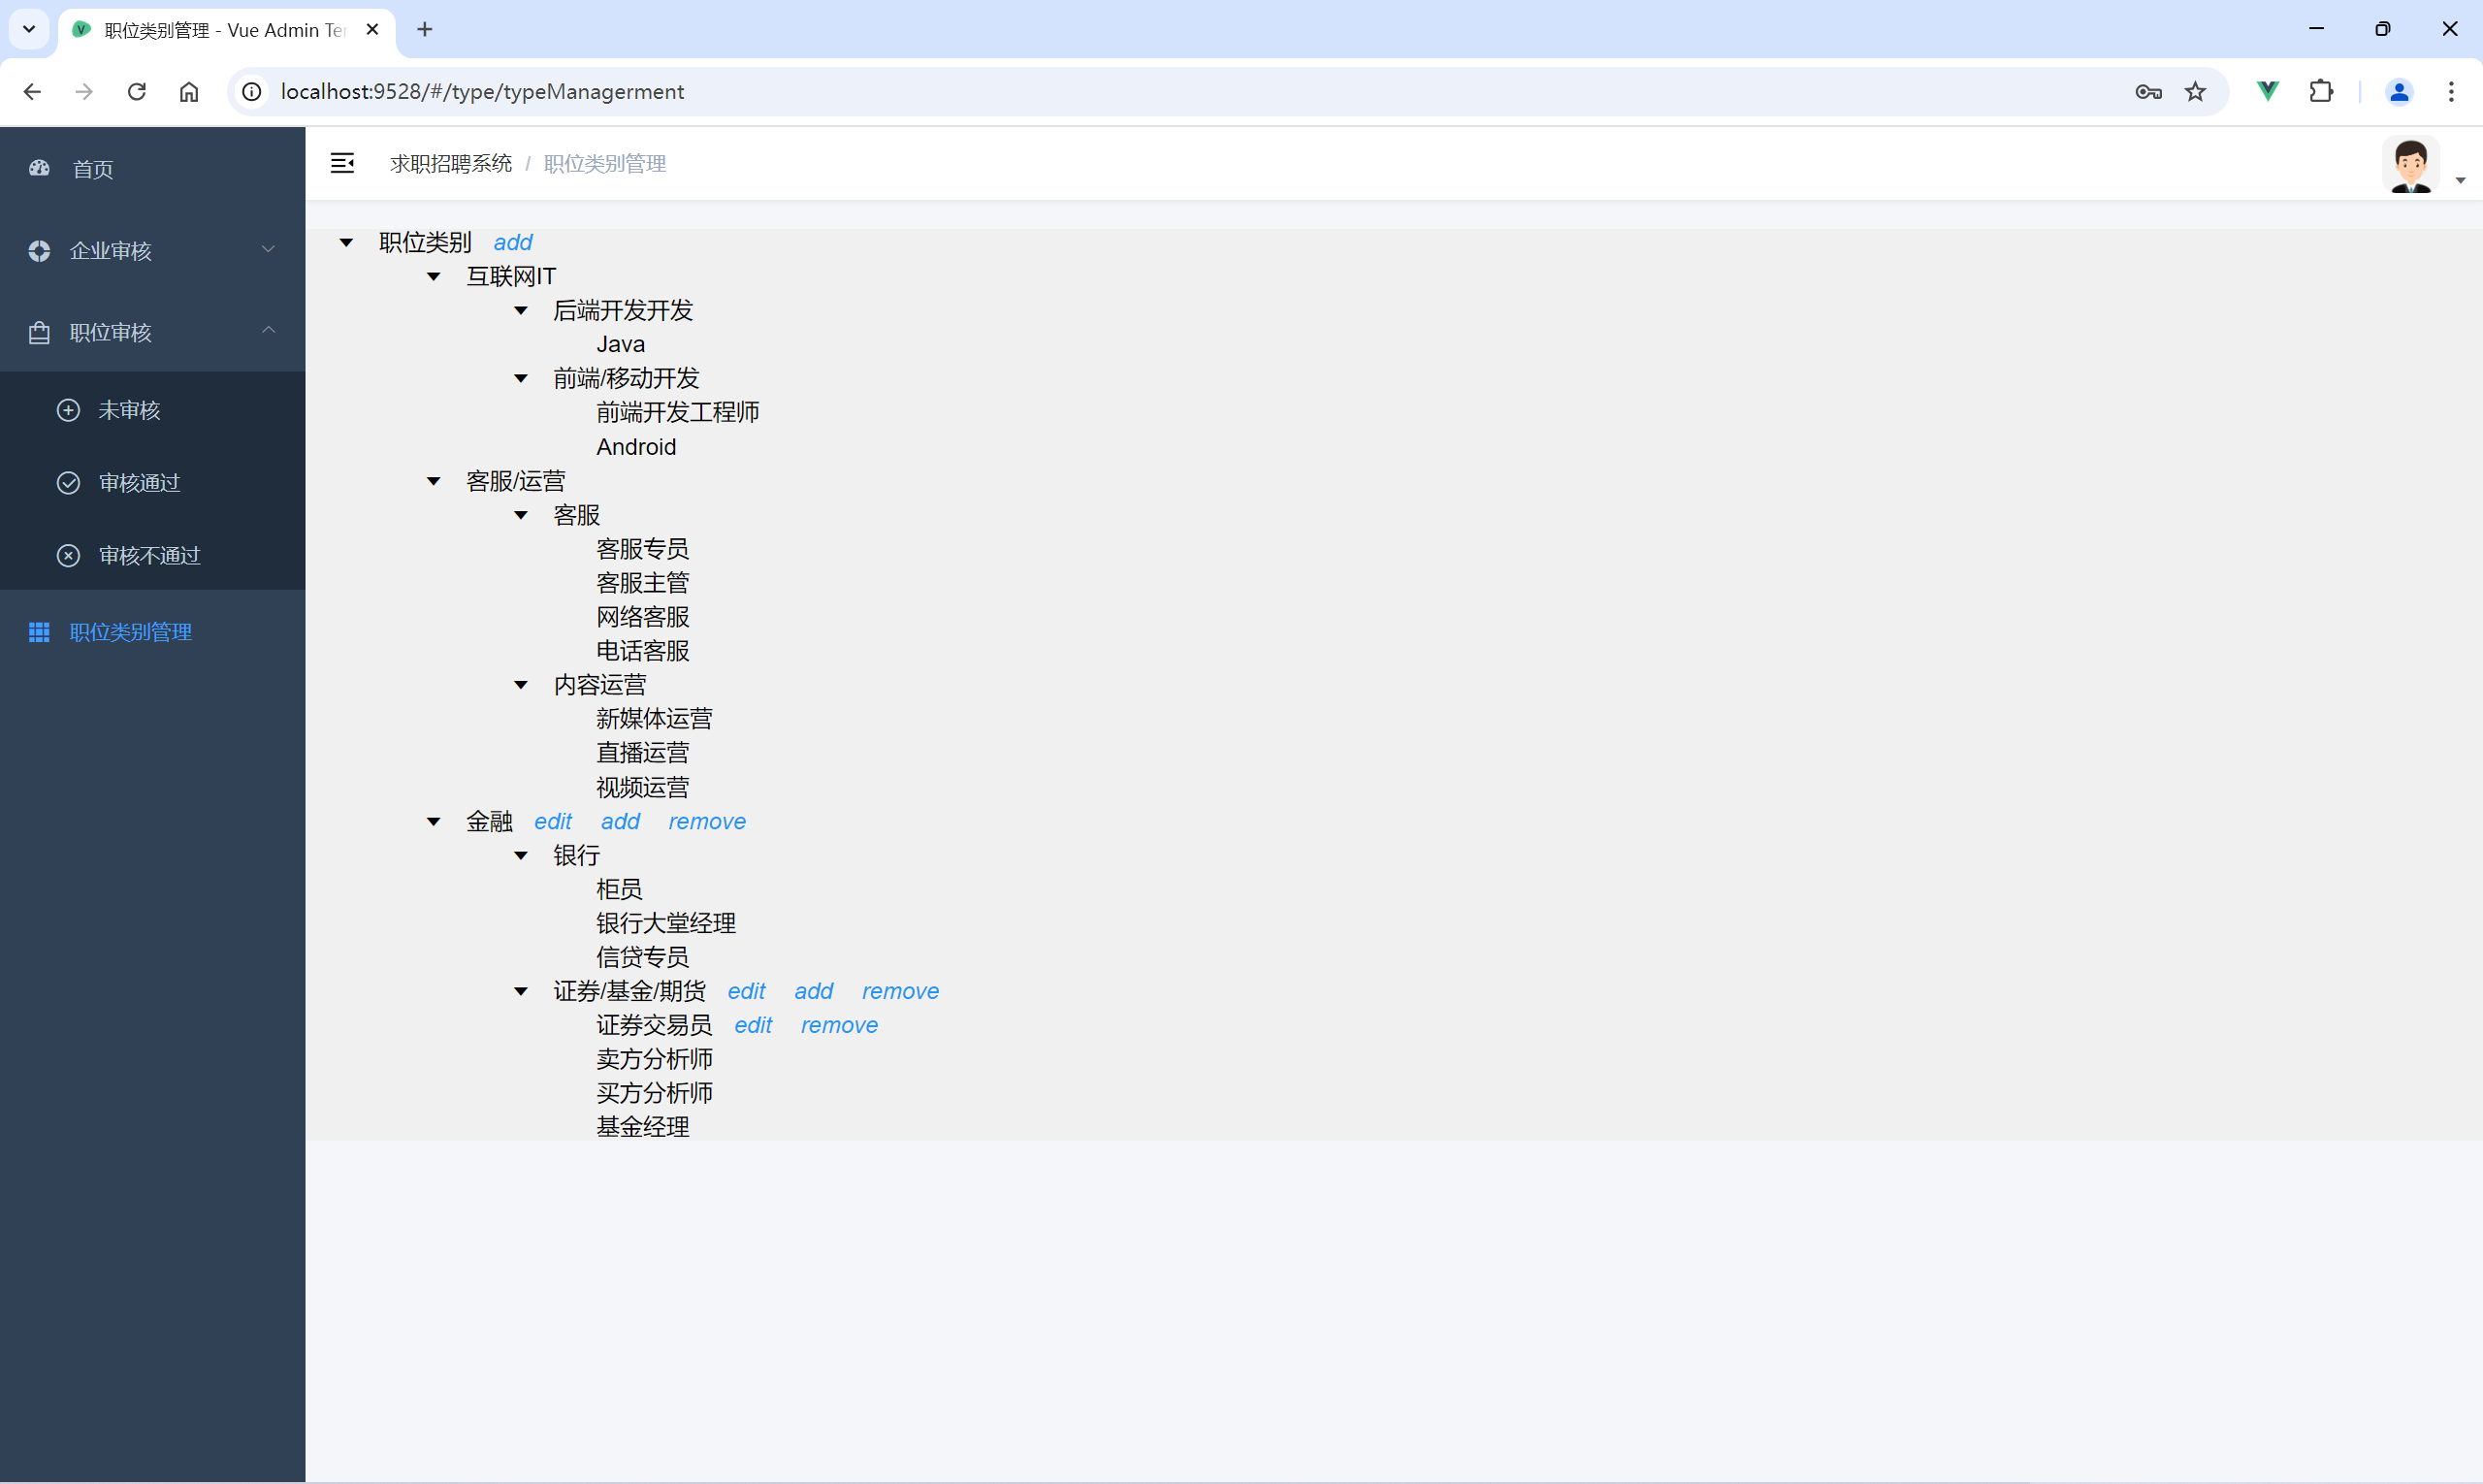 职位类别管理 - Vue Admin Te
localhost:9528/#/type/typeManagerment
首页
企业审核
职位审核
未审核
审核通过
审核不通过
职位类别管理
求职招聘系统 / 职位类别管理
职位类别 add
互联网IT
后端开发开发
Java
前端/移动开发
前端开发工程师
Android
客服/运营
客服
客服专员
客服主管
网络客服
电话客服
内容运营
新媒体运营
直播运营
视频运营
金融 edit add remove
银行
柜员
银行大堂经理
信贷专员
证券/基金/期货 edit add remove
证券交易员 edit remove
卖方分析师
买方分析师
基金经理